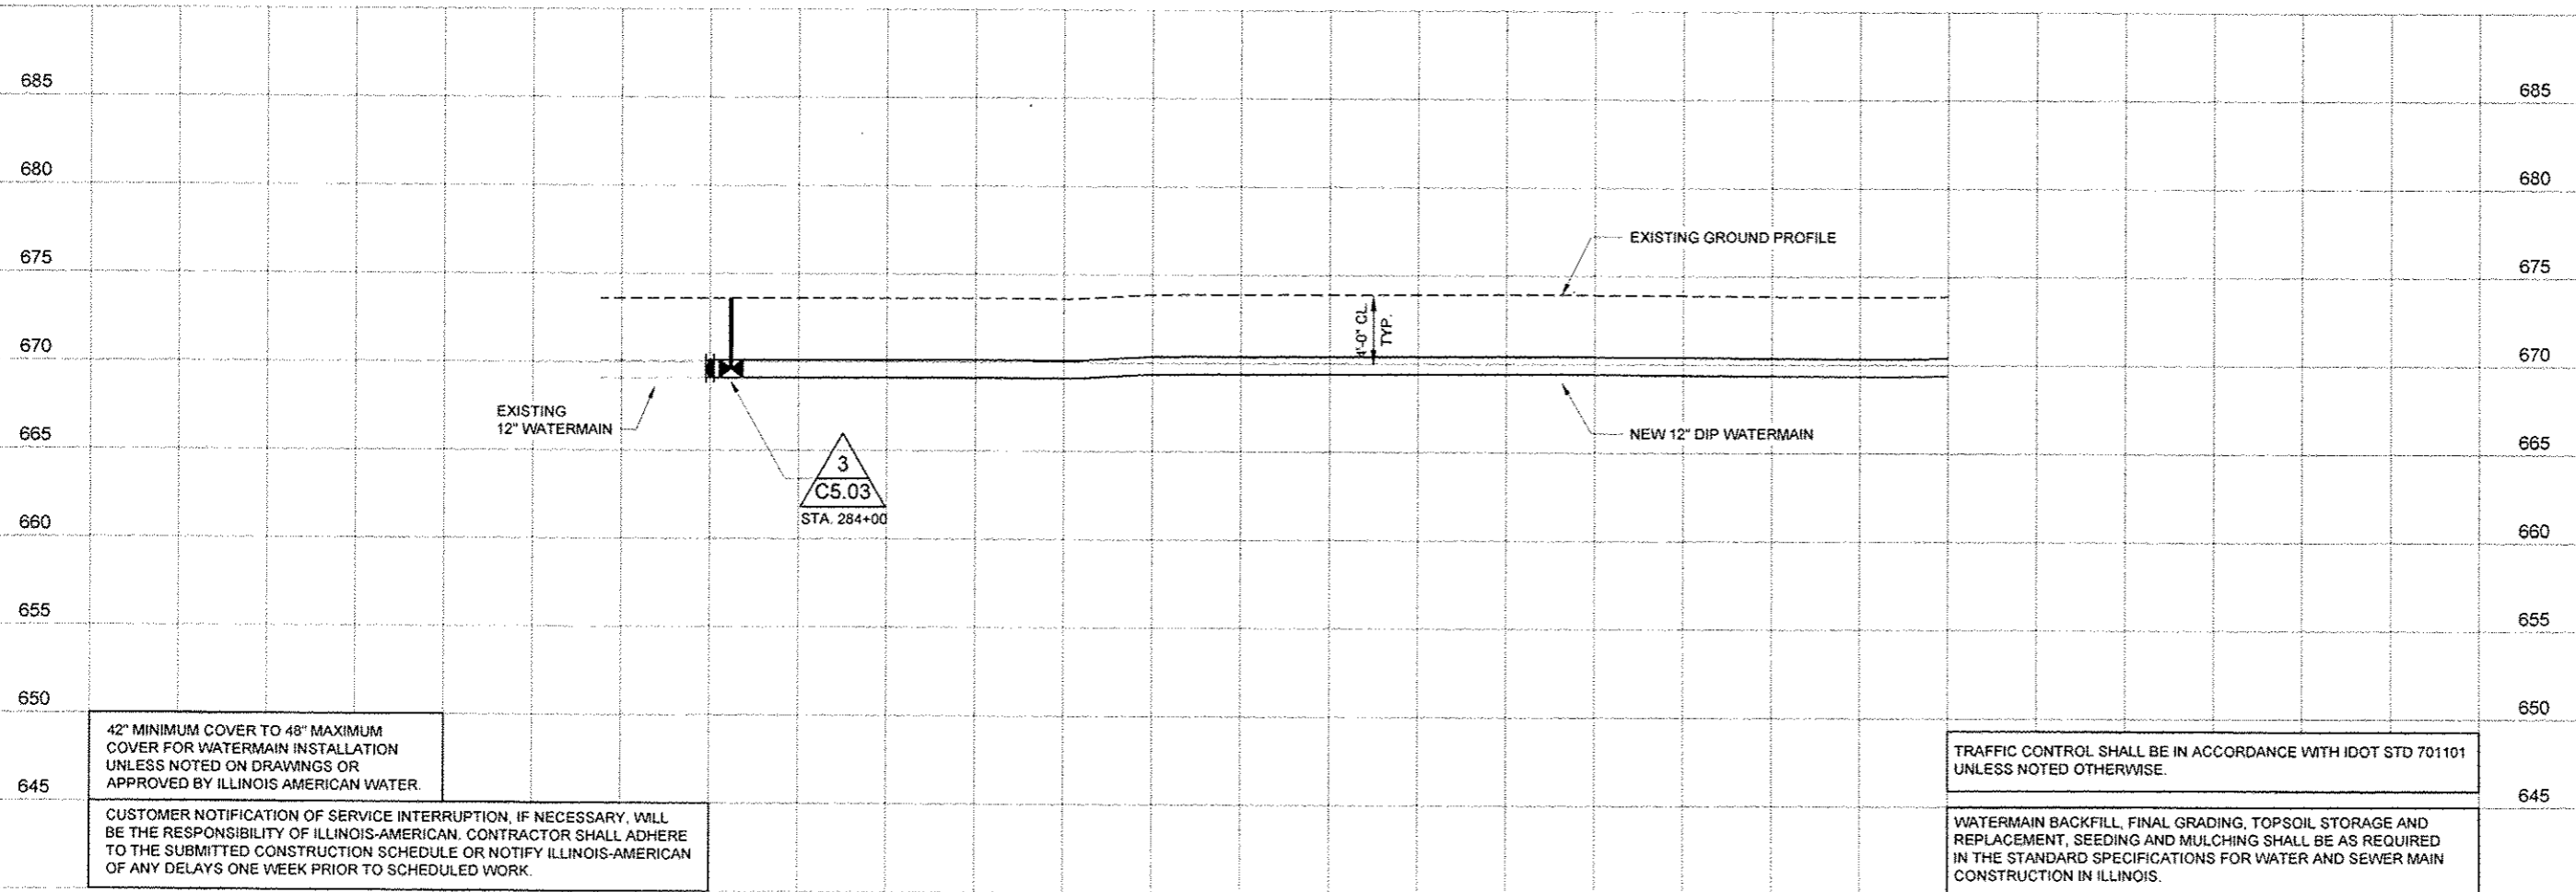 685
685
680
680
EXISTING GROUND PROFILE
675
675
4'-0" CL.
TYP.
670
670
EXISTING
12" WATERMAIN
NEW 12" DIP WATERMAIN
665
665
3
C5.03
STA. 284+00
660
660
655
655
650
650
42" MINIMUM COVER TO 48" MAXIMUM
COVER FOR WATERMAIN INSTALLATION
UNLESS NOTED ON DRAWINGS OR
APPROVED BY ILLINOIS AMERICAN WATER.
TRAFFIC CONTROL SHALL BE IN ACCORDANCE WITH IDOT STD 701101
UNLESS NOTED OTHERWISE.
645
645
CUSTOMER NOTIFICATION OF SERVICE INTERRUPTION, IF NECESSARY, WILL
BE THE RESPONSIBILITY OF ILLINOIS-AMERICAN. CONTRACTOR SHALL ADHERE
TO THE SUBMITTED CONSTRUCTION SCHEDULE OR NOTIFY ILLINOIS-AMERICAN
OF ANY DELAYS ONE WEEK PRIOR TO SCHEDULED WORK.
WATERMAIN BACKFILL, FINAL GRADING, TOPSOIL STORAGE AND
REPLACEMENT, SEEDING AND MULCHING SHALL BE AS REQUIRED
IN THE STANDARD SPECIFICATIONS FOR WATER AND SEWER MAIN
CONSTRUCTION IN ILLINOIS.